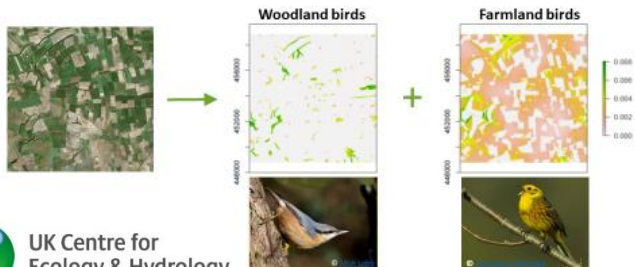 Woodland birds
Farmland birds
456000
452000
448000
0.008
0.006
0.004
0.002
0.000
+
©
©
UK Centre for
Ecology & Hydrology